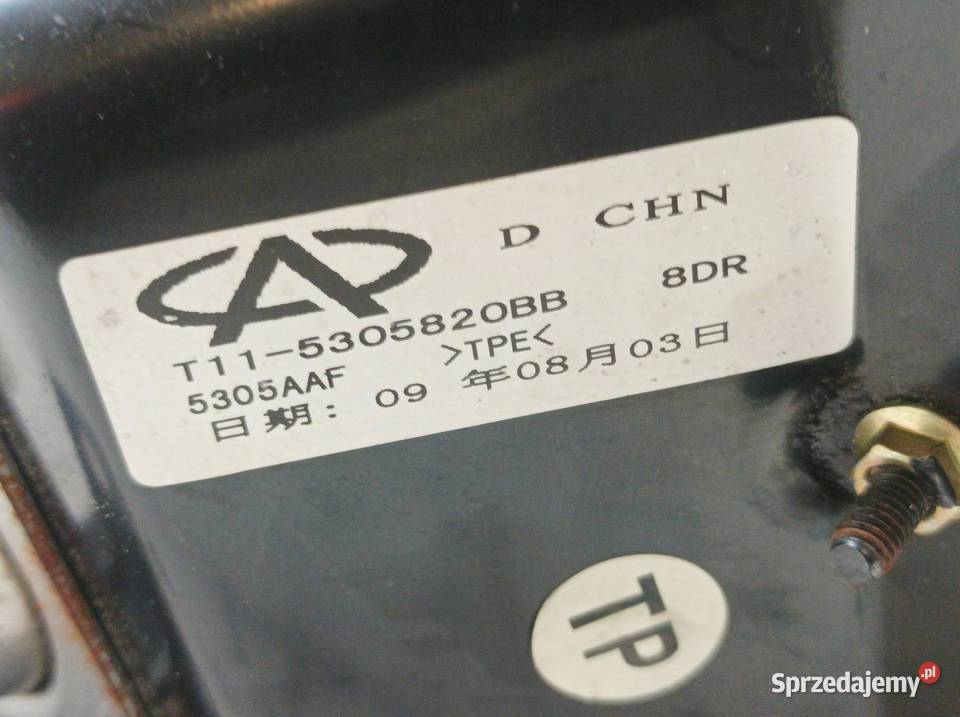 D CHN
T11-5305820BB 8DR
5305AAF >TPE<
日期: 09 年08月03日
TP
Sprzedajemy.pl